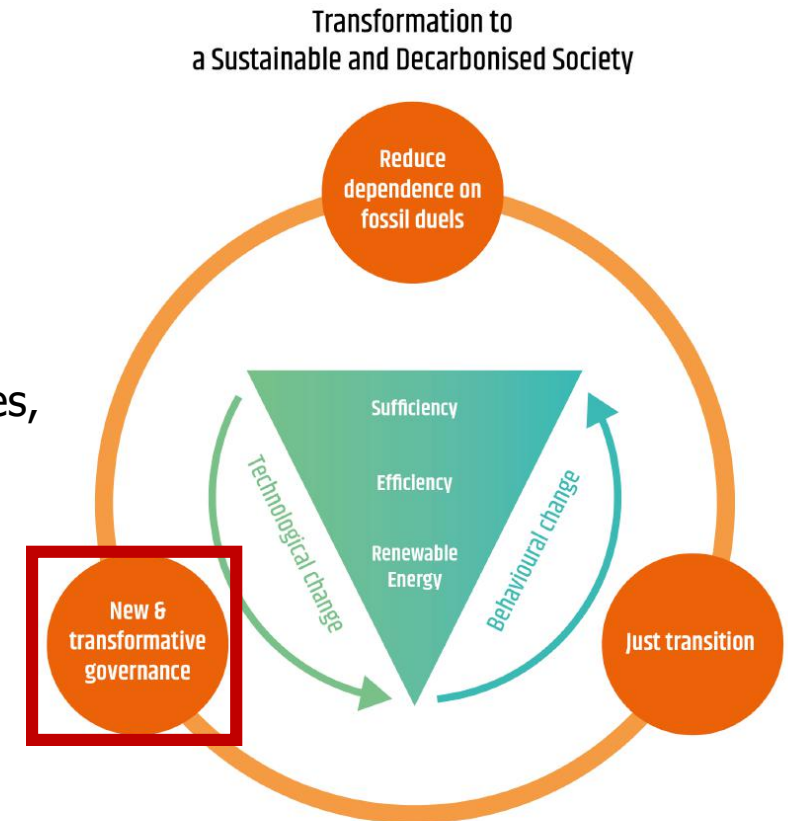 Transformation to
a Sustainable and Decarbonised Society
Reduce
dependence on
fossil duels
es,
Sufficiency
Efficiency
Renewable
Energy
Technological change
Behavioural change
New &
transformative
governance
Just transition